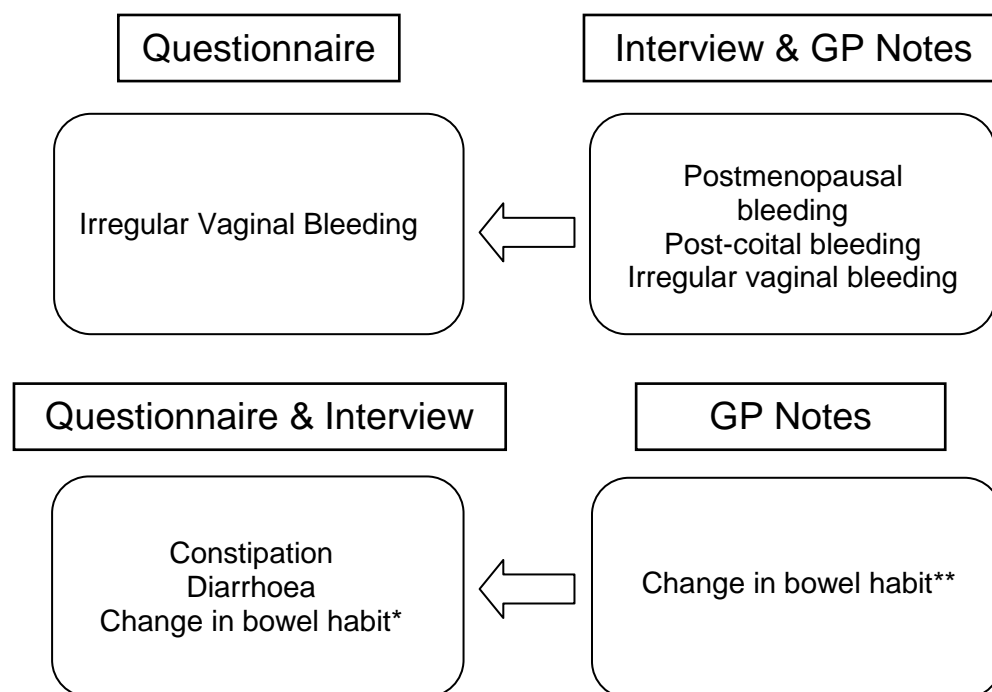 Questionnaire
Interview & GP Notes
Irregular Vaginal Bleeding
Postmenopausal
bleeding
Post-coital bleeding
Irregular vaginal bleeding
Questionnaire & Interview
GP Notes
Constipation
Diarrhoea
Change in bowel habit*
Change in bowel habit**